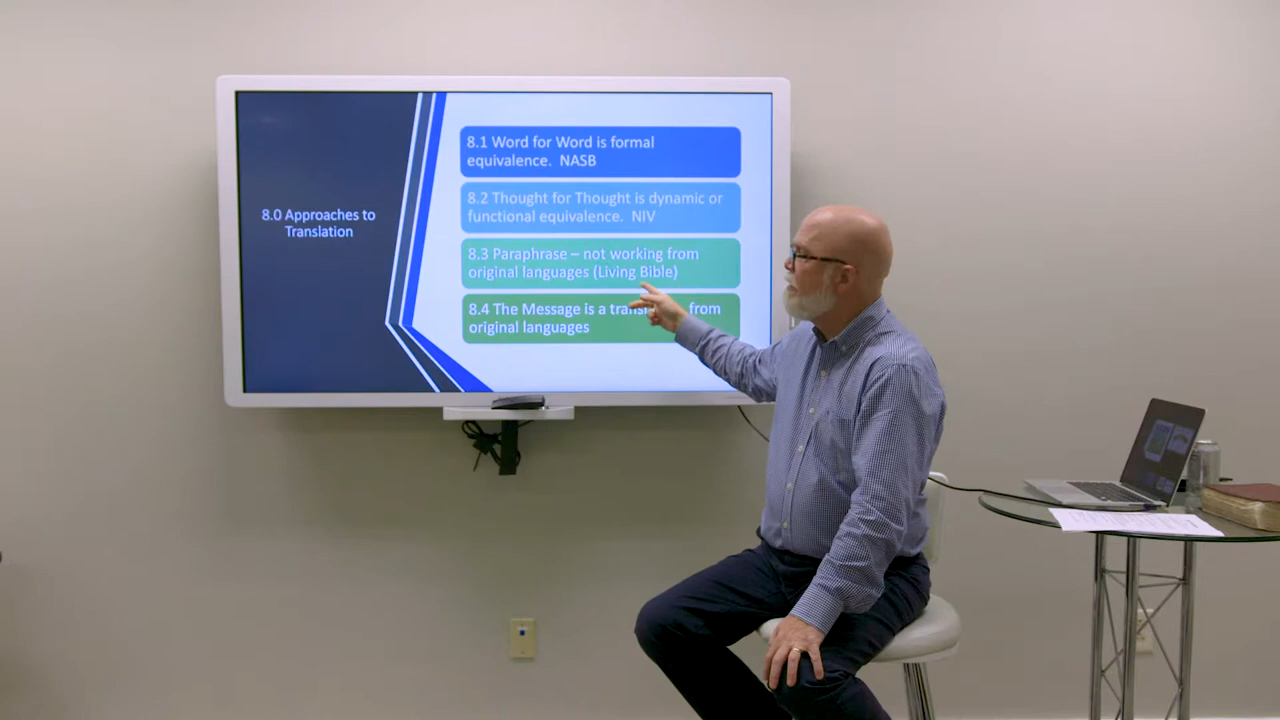 8.0 Approaches to
Translation
8.1 Word for Word is formal
equivalence. NASB
8.2 Thought for Thought is dynamic or
functional equivalence. NIV
8.3 Paraphrase – not working from
original languages (Living Bible)
8.4 The Message is a from
original languages